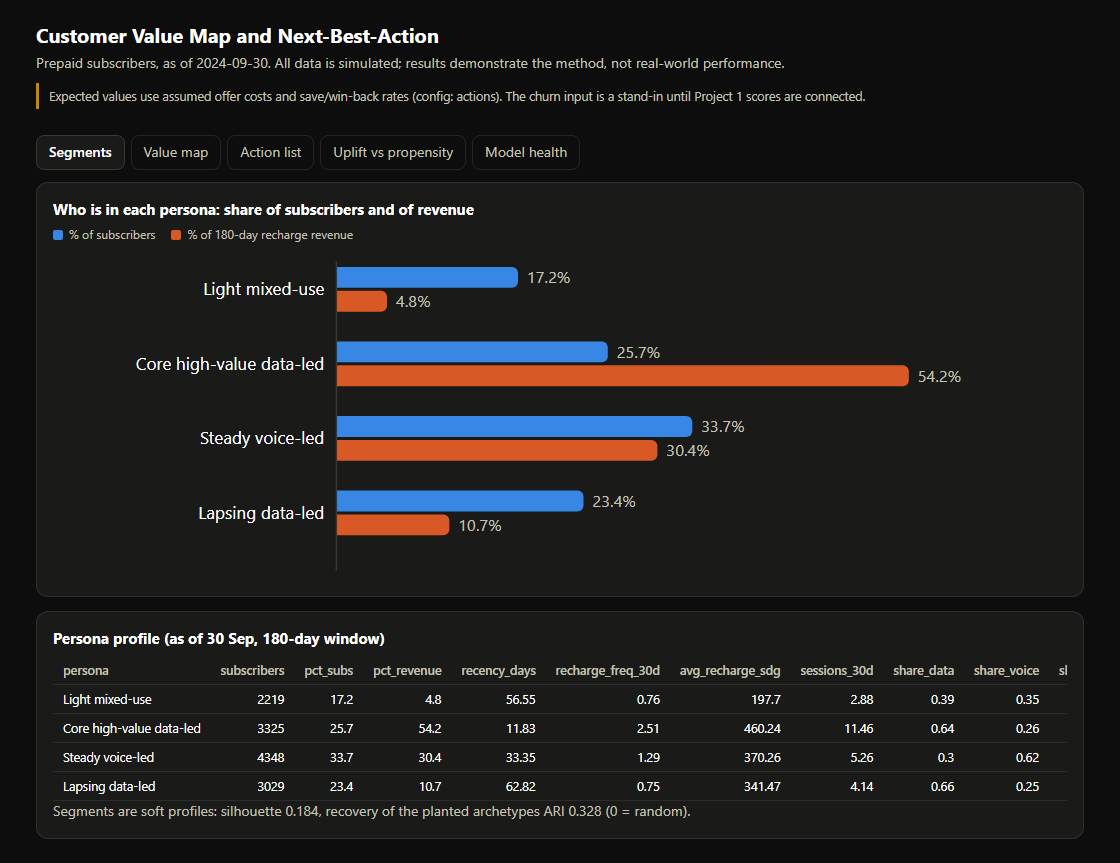 Customer Value Map and Next-Best-Action
Prepaid subscribers, as of 2024-09-30. All data is simulated; results demonstrate the method, not real-world performance.
Expected values use assumed offer costs and save/win-back rates (config: actions). The churn input is a stand-in until Project 1 scores are connected.
Segments Value map Action list Uplift vs propensity Model health
Who is in each persona: share of subscribers and of revenue
% of subscribers % of 180-day recharge revenue
Light mixed-use
17.2%
4.8%
Core high-value data-led
25.7%
54.2%
Steady voice-led
33.7%
30.4%
Lapsing data-led
23.4%
10.7%
Persona profile (as of 30 Sep, 180-day window)
persona subscribers pct_subs pct_revenue recency_days recharge_freq_30d avg_recharge_sdg sessions_30d share_data share_voice
Light mixed-use 2219 17.2 4.8 56.55 0.76 197.7 2.88 0.39 0.35
Core high-value data-led 3325 25.7 54.2 11.83 2.51 460.24 11.46 0.64 0.26
Steady voice-led 4348 33.7 30.4 33.35 1.29 370.26 5.26 0.3 0.62
Lapsing data-led 3029 23.4 10.7 62.82 0.75 341.47 4.14 0.66 0.25
Segments are soft profiles: silhouette 0.184, recovery of the planted archetypes ARI 0.328 (0 = random).